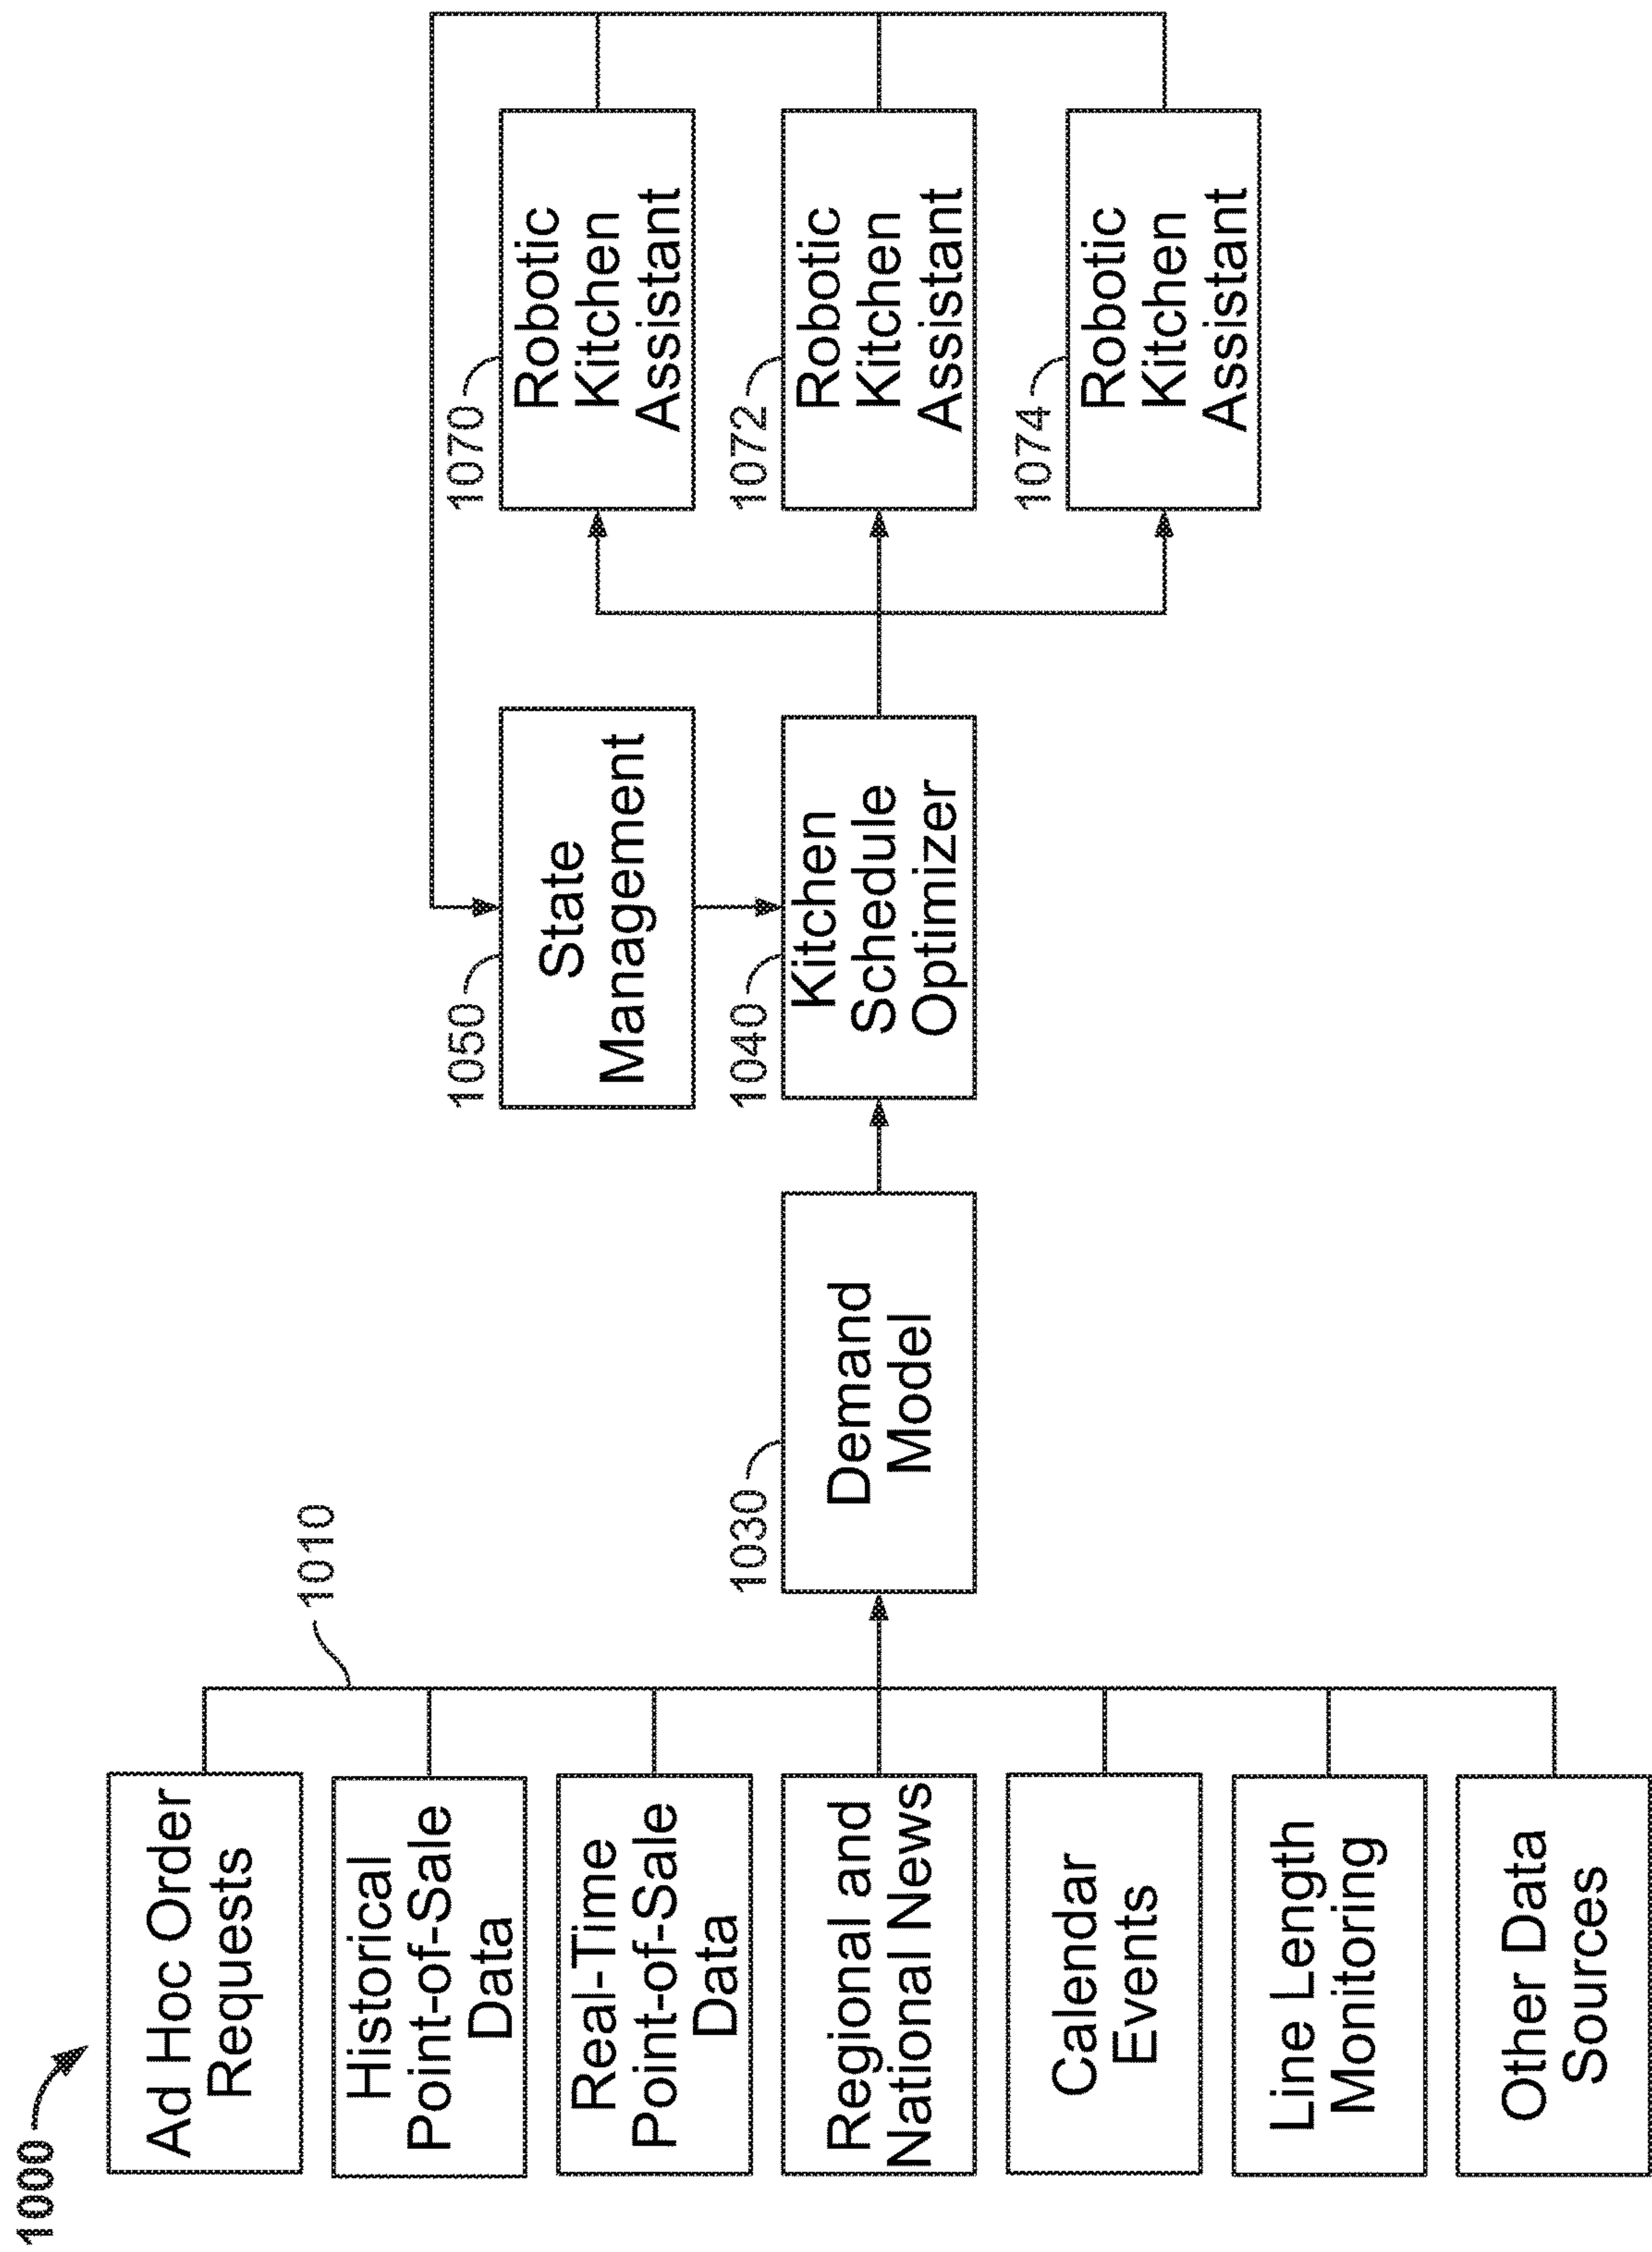 1000
Ad Hoc Order
Requests
Historical
Point-of-Sale
Data
Real-Time
Point-of-Sale
Data
Regional and
National News
Calendar
Events
Line Length
Monitoring
Other Data
Sources
1010
1030
Demand
Model
1050
State
Management
1040
Kitchen
Schedule
Optimizer
1070
Robotic
Kitchen
Assistant
1072
Robotic
Kitchen
Assistant
1074
Robotic
Kitchen
Assistant